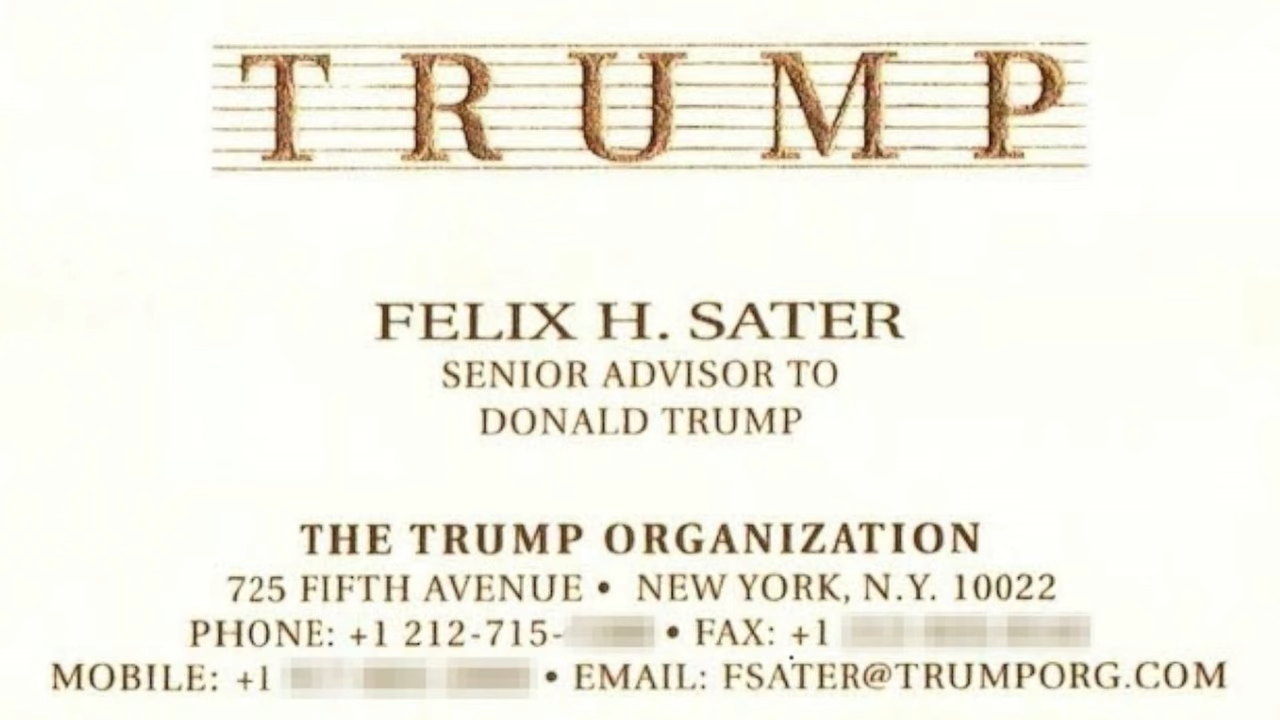 TRUMP
FELIX H. SATER
SENIOR ADVISOR TO
DONALD TRUMP
THE TRUMP ORGANIZATION
725 FIFTH AVENUE • NEW YORK, N.Y. 10022
PHONE: +1 212-715- • FAX: +1
MOBILE: +1 • EMAIL: FSATER@TRUMPORG.COM